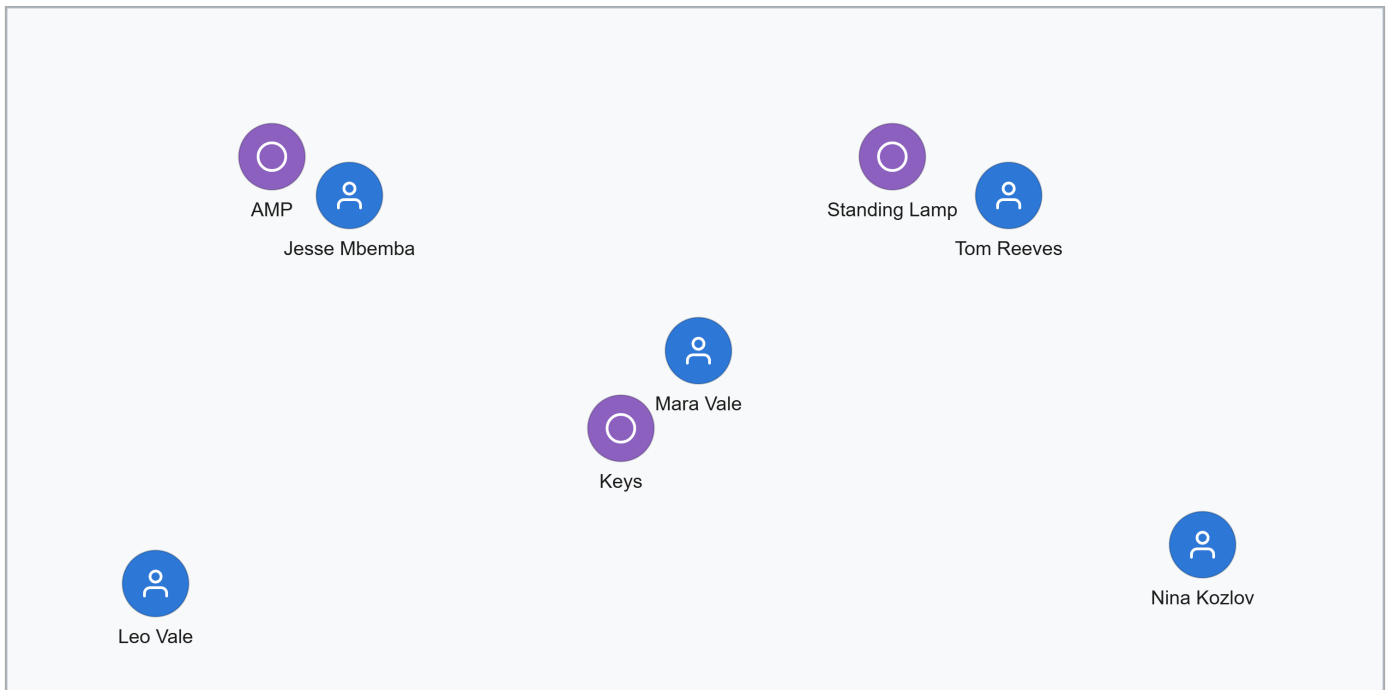 AMP
Standing Lamp
Jesse Mbemba
Tom Reeves
Mara Vale
Keys
Nina Kozlov
Leo Vale